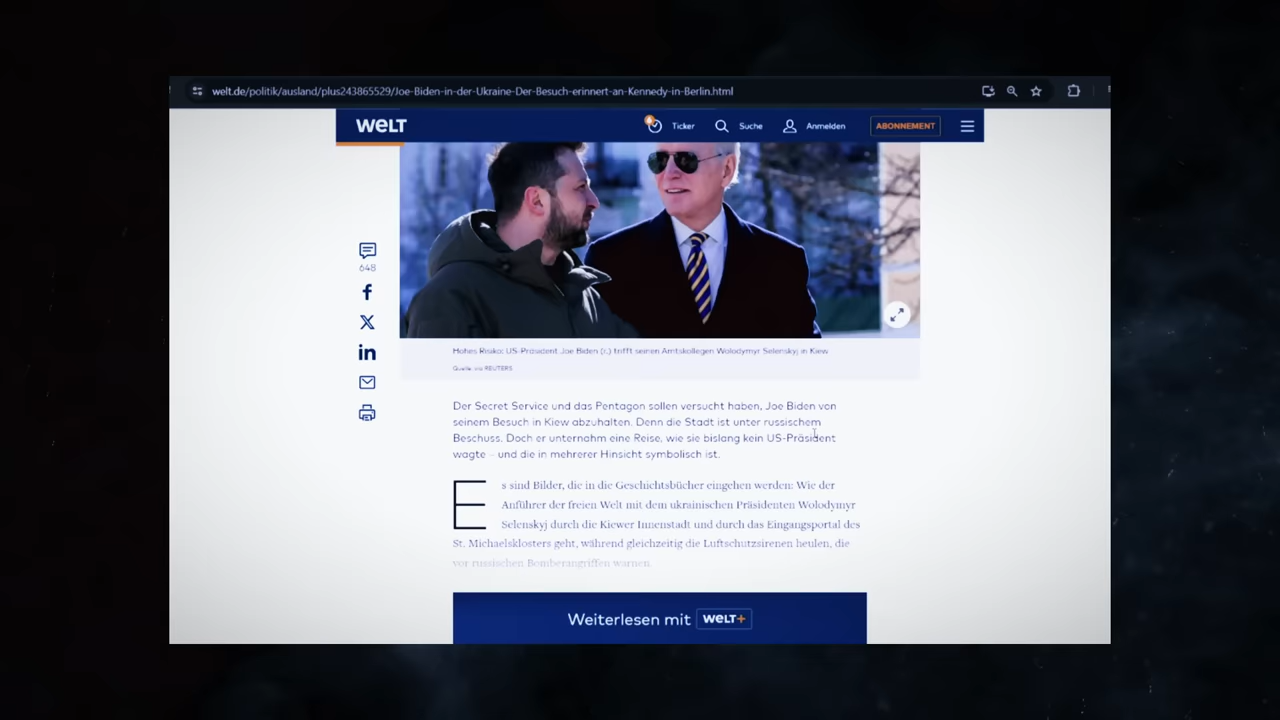 welt.de/politik/ausland/plus243865529/Joe-Biden-in-der-Ukraine-Der-Besuch-erinnert-an-Kennedy-in-Berlin.html
WELT
Ticker
Suche
Anmelden
ABONNEMENT
648
Hohes Risiko: US-Präsident Joe Biden (r.) trifft seinen Amtskollegen Wolodymyr Selenskyj in Kiew
Quelle: via REUTERS
Der Secret Service und das Pentagon sollen versucht haben, Joe Biden von
seinem Besuch in Kiew abzuhalten. Denn die Stadt ist unter russischem
Beschuss. Doch er unternahm eine Reise, wie sie bislang kein US-Präsident
wagte – und die in mehrerer Hinsicht symbolisch ist.
Es sind Bilder, die in die Geschichtsbücher eingehen werden: Wie der
Anführer der freien Welt mit dem ukrainischen Präsidenten Wolodymyr
Selenskyj durch die Kiewer Innenstadt und durch das Eingangsportal des
St. Michaelsklosters geht, während gleichzeitig die Luftschutzsirenen heulen, die
vor russischen Bomberangriffen warnen.
Weiterlesen mit WELT+